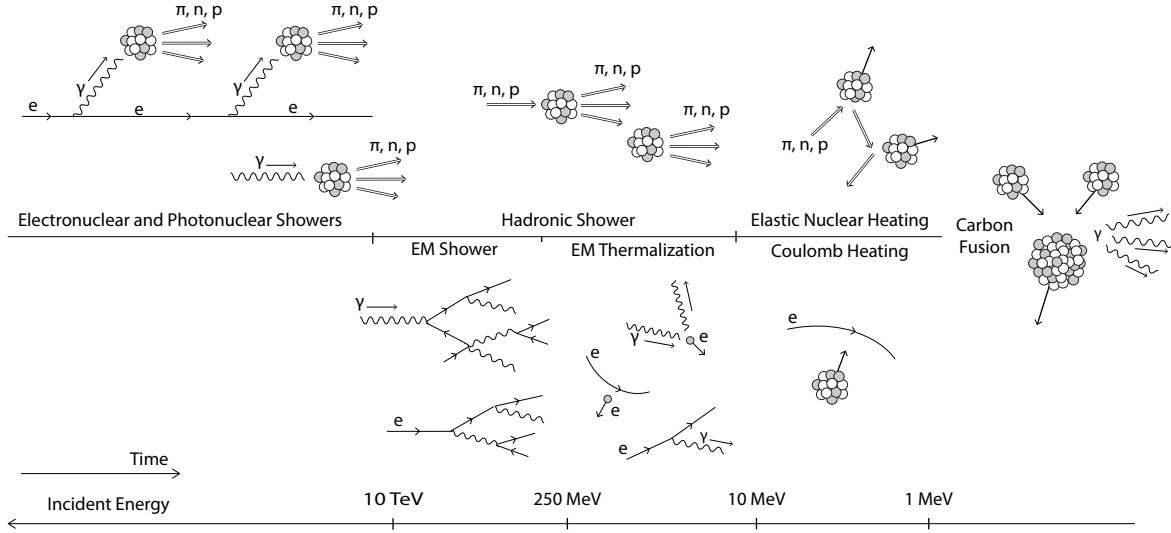 π, n, p
π, n, p
γ
γ
e
e
e
π, n, p
γ
Electronuclear and Photonuclear Showers
π, n, p
π, n, p
π, n, p
Hadronic Shower
π, n, p
Elastic Nuclear Heating
Carbon
Fusion
γ
EM Shower
EM Thermalization
Coulomb Heating
γ
e
γ
e
e
e
γ
e
e
Time
Incident Energy
10 TeV
250 MeV
10 MeV
1 MeV